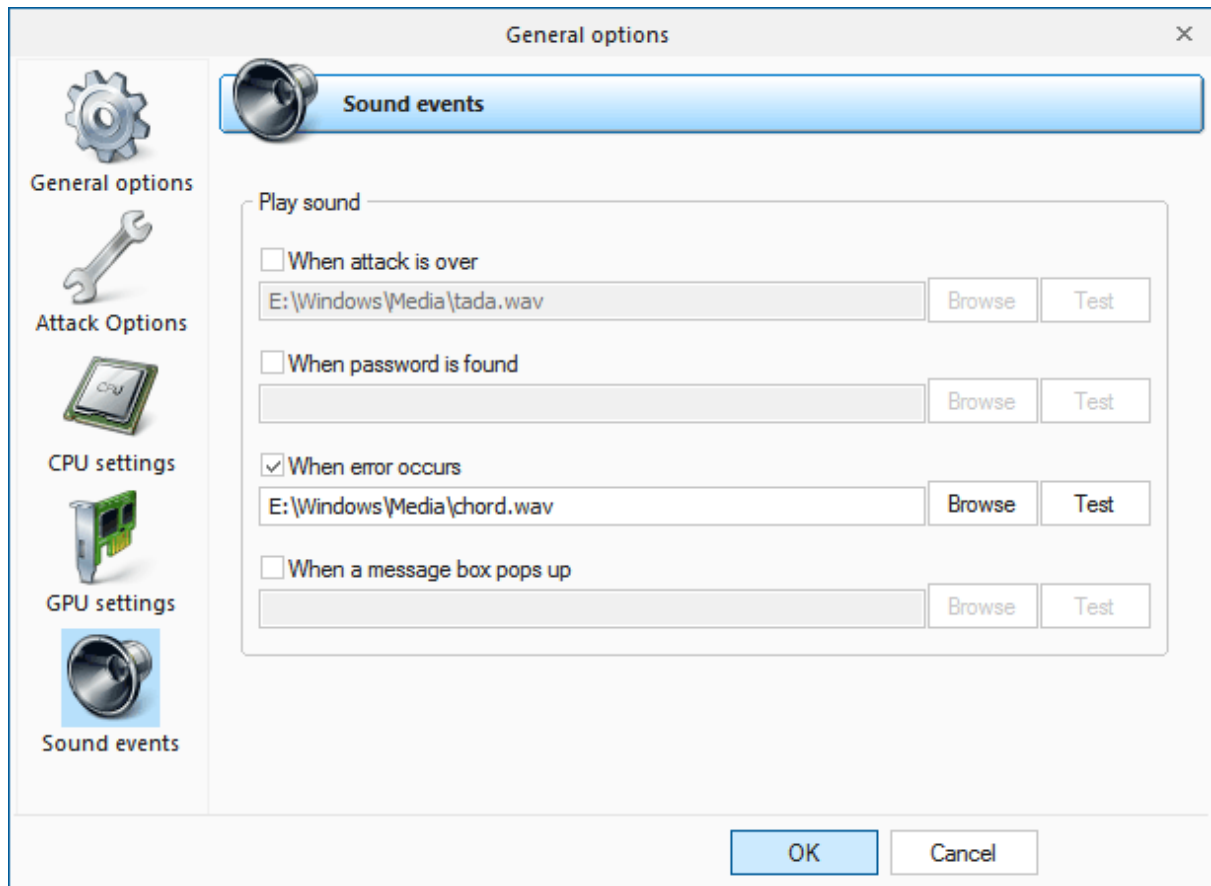 General options
General options
Attack Options
CPU
CPU settings
GPU settings
Sound events
Sound events
Play sound
When attack is over
E:\Windows\Media\tada.wav Browse Test
When password is found
Browse Test
When error occurs
E:\Windows\Media\chord.wav Browse Test
When a message box pops up
Browse Test
OK Cancel